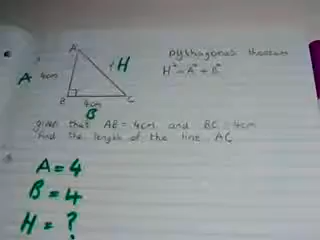 pythagoras theorem
H² = A² + B²
A
A 4cm
H
B
C
4cm
B
given that AB = 4cm and BC = 4cm
find the length of the line AC
A = 4
B = 4
H = ?